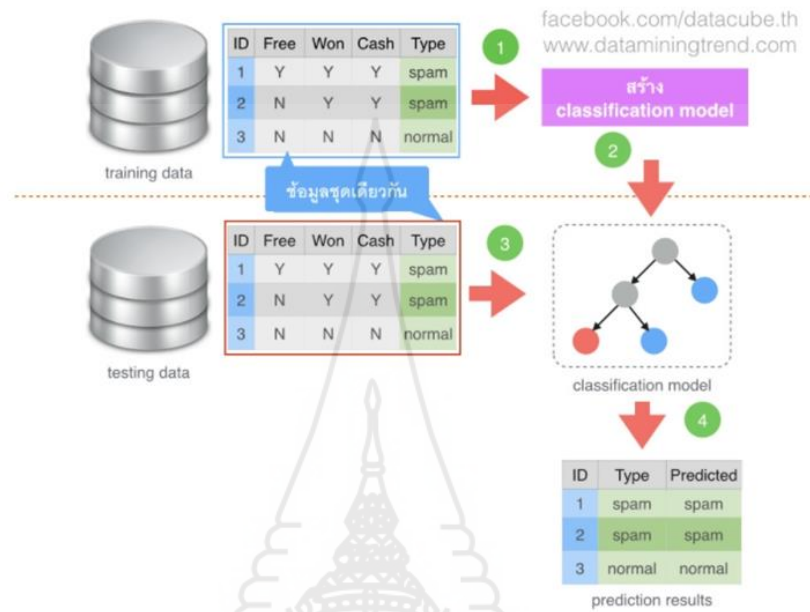 facebook.com/datacube.th
www.dataminingtrend.com
ID Free Won Cash Type
1 Y Y Y spam
2 N Y Y spam
3 N N N normal
training data
1
สร้าง
classification model
2
ข้อมูลชุดเดียวกัน
ID Free Won Cash Type
1 Y Y Y spam
2 N Y Y spam
3 N N N normal
testing data
3
classification model
4
ID Type Predicted
1 spam spam
2 spam spam
3 normal normal
prediction results